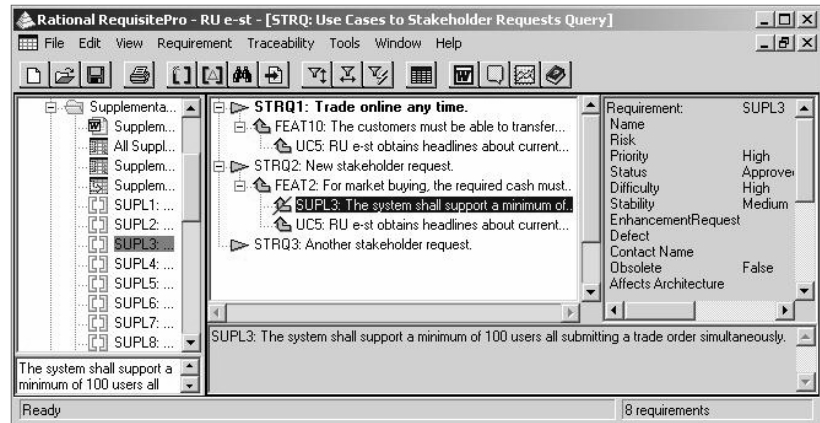 Rational RequisitePro - RU e-st - [STRQ: Use Cases to Stakeholder Requests Query]
File Edit View Requirement Traceability Tools Window Help
Supplementa...
Supplem...
All Suppl...
Supplem...
Supplem...
SUPL1: ...
SUPL2: ...
SUPL3: ...
SUPL4: ...
SUPL5: ...
SUPL6: ...
SUPL7: ...
SUPL8: ...
The system shall support a
minimum of 100 users all
STRQ1: Trade online any time.
FEAT10: The customers must be able to transfer...
UC5: RU e-st obtains headlines about current...
STRQ2: New stakeholder request.
FEAT2: For market buying, the required cash must..
SUPL3: The system shall support a minimum of..
UC5: RU e-st obtains headlines about current...
STRQ3: Another stakeholder request.
Requirement: SUPL3
Name
Risk
Priority High
Status Approve
Difficulty High
Stability Medium
EnhancementRequest
Defect
Contact Name
Obsolete False
Affects Architecture
SUPL3: The system shall support a minimum of 100 users all submitting a trade order simultaneously.
Ready 8 requirements